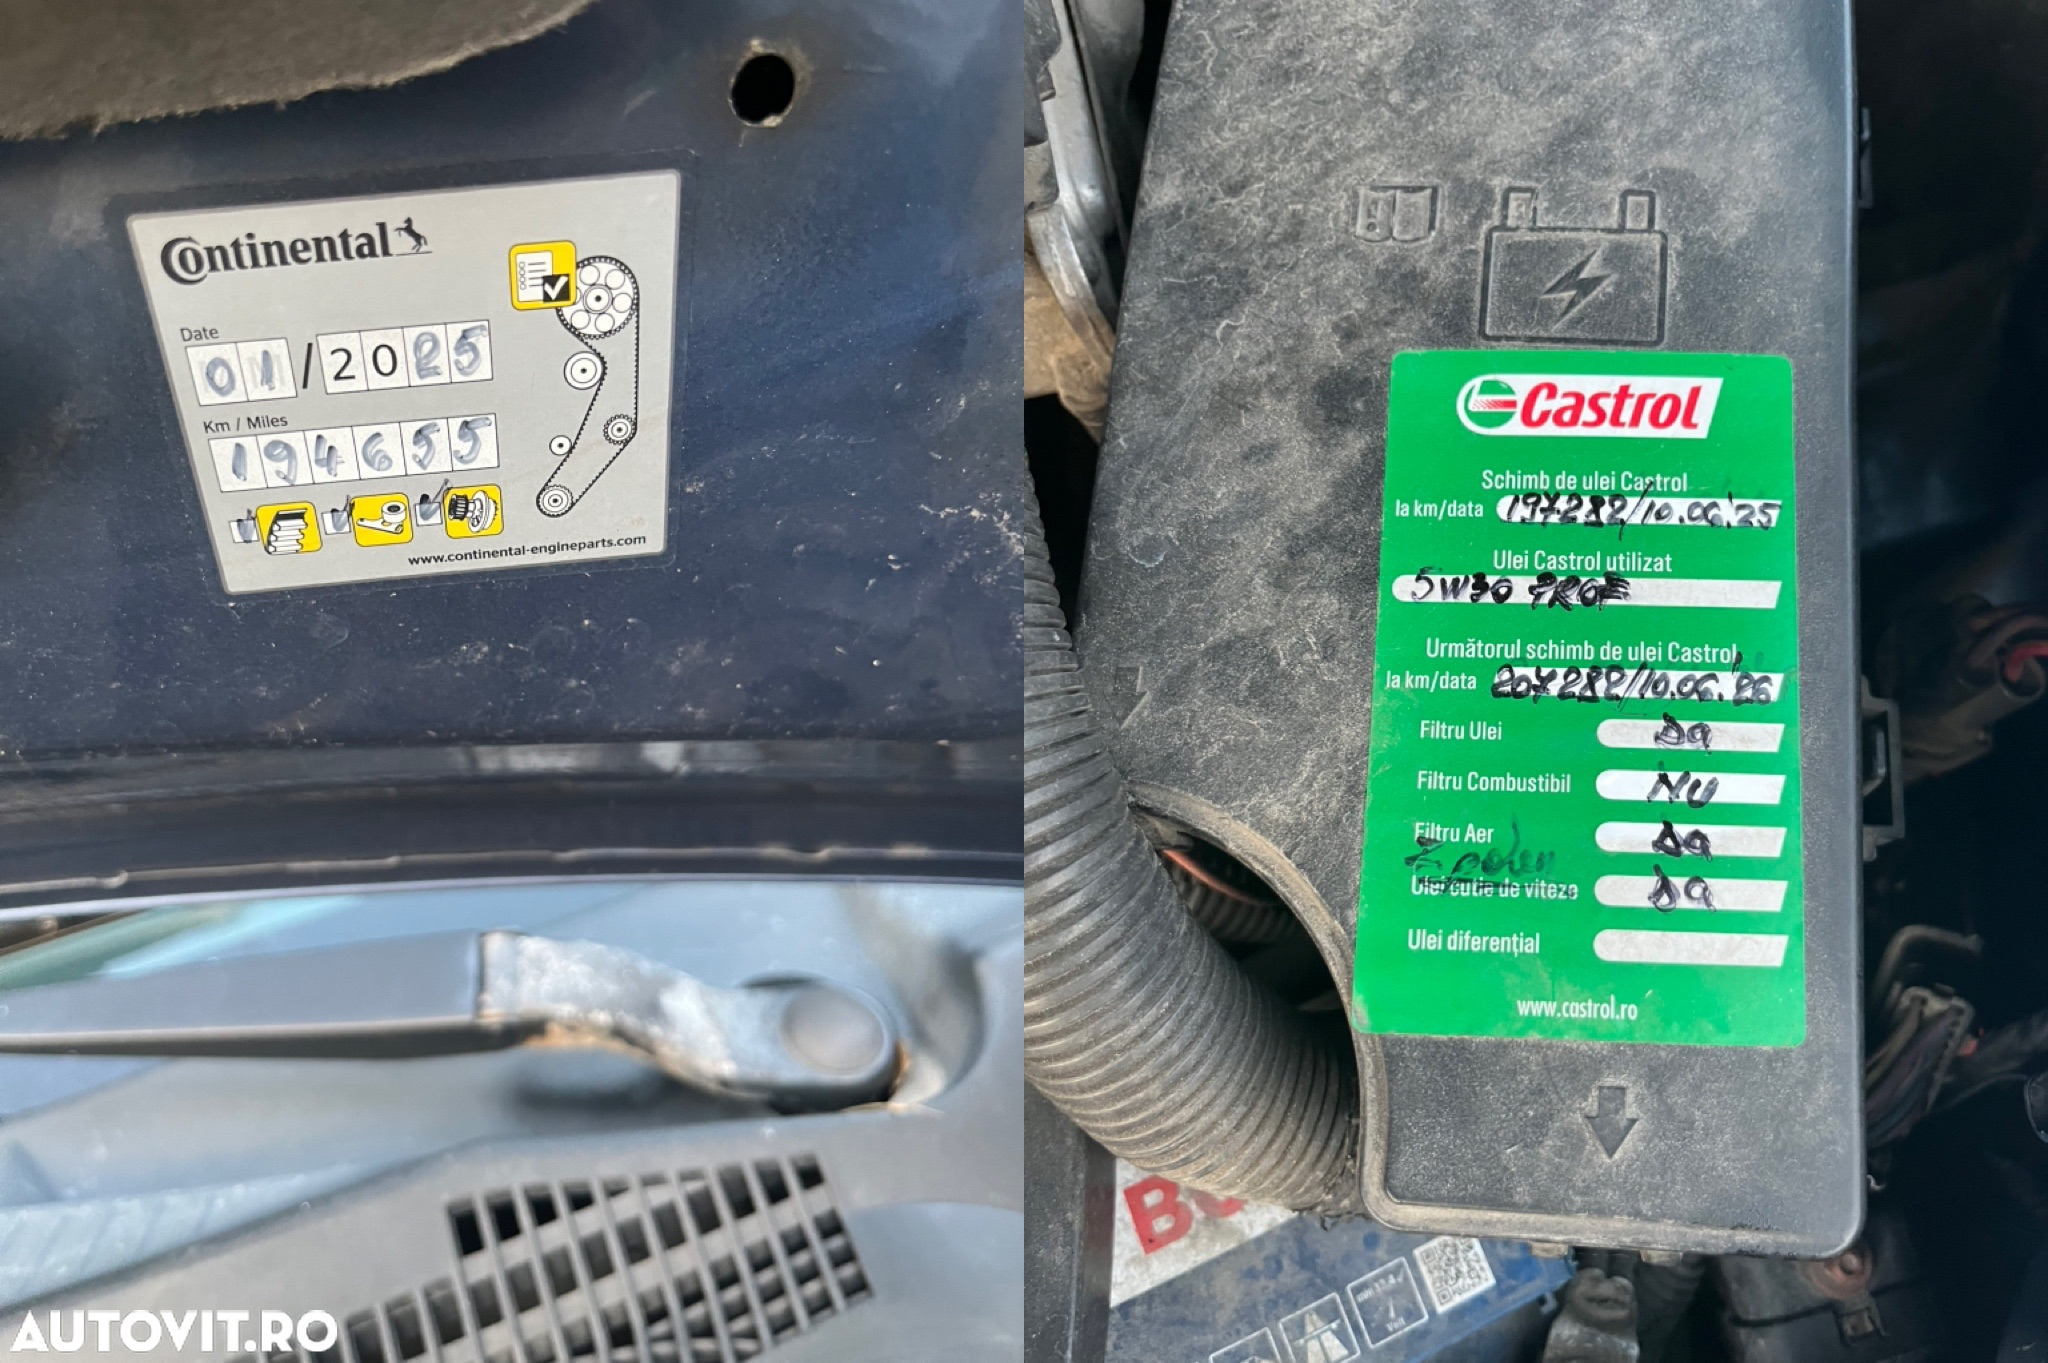 Continental
Date
01/2025
Km / Miles
194655
www.continental-engineparts.com
AUTOVIT.RO
Castrol
Schimb de ulei Castrol
la km/data 197282/10.06.'25
Ulei Castrol utilizat
5W30 PROF
Următorul schimb de ulei Castrol
la km/data 207282/10.06.'26
Filtru Ulei Da
Filtru Combustibil NU
Filtru Aer Da
Ulei cutie de viteze Da
Ulei diferențial
www.castrol.ro
Volt